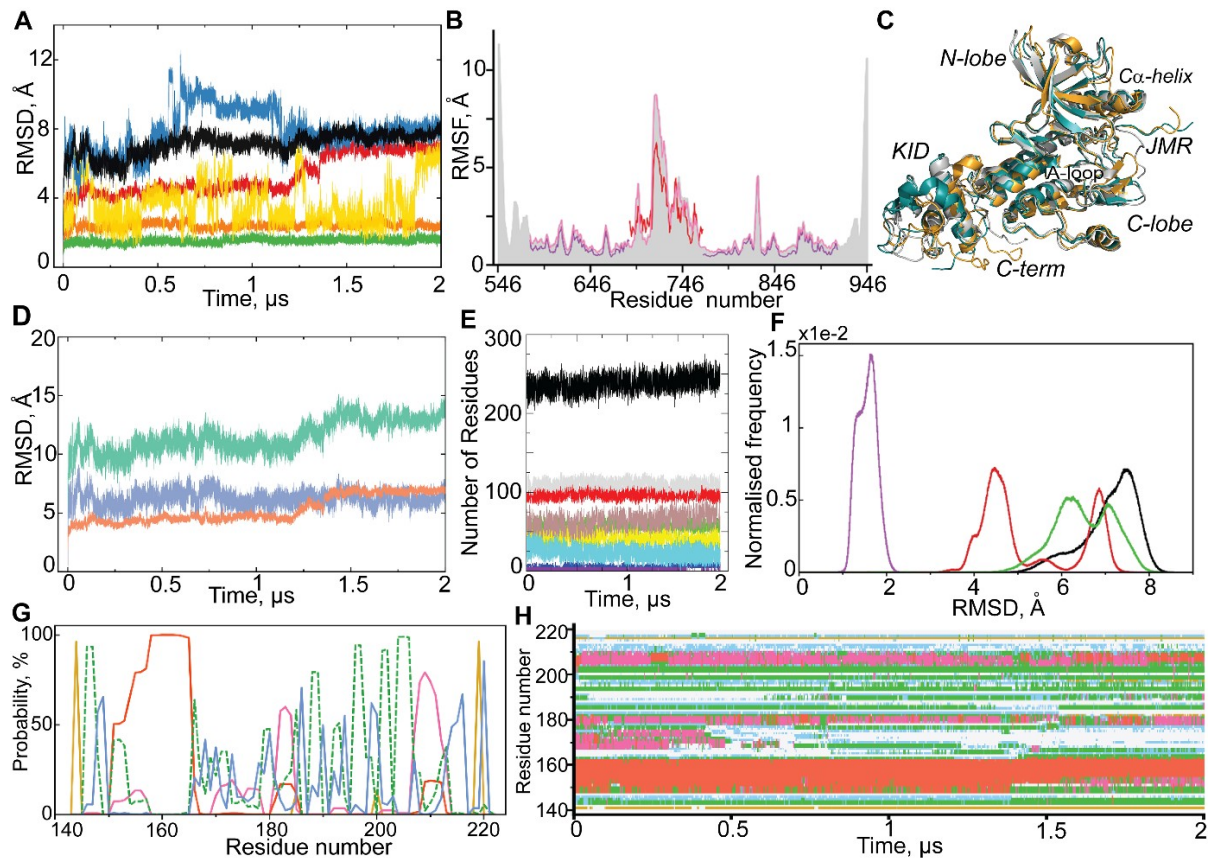 A
RMSD, Å
12
8
4
0
0 0.5 1 1.5 2
Time, µs
B
RMSF, Å
10
5
0
546 646 746 846 946
Residue number
C
N-lobe
Cα-helix
KID
JMR
A-loop
C-lobe
C-term
D
RMSD, Å
20
15
10
5
0
0 0.5 1 1.5 2
Time, µs
E
Number of Residues
300
250
100
50
0
0 1 2
Time, µs
F
x1e-2
Normalised frequency
1.5
1
0.5
0
0 2 4 6 8
RMSD, Å
G
Probability, %
100
50
0
140 160 180 200 220
Residue number
H
Residue number
220
200
180
160
140
0 0.5 1 1.5 2
Time, µs